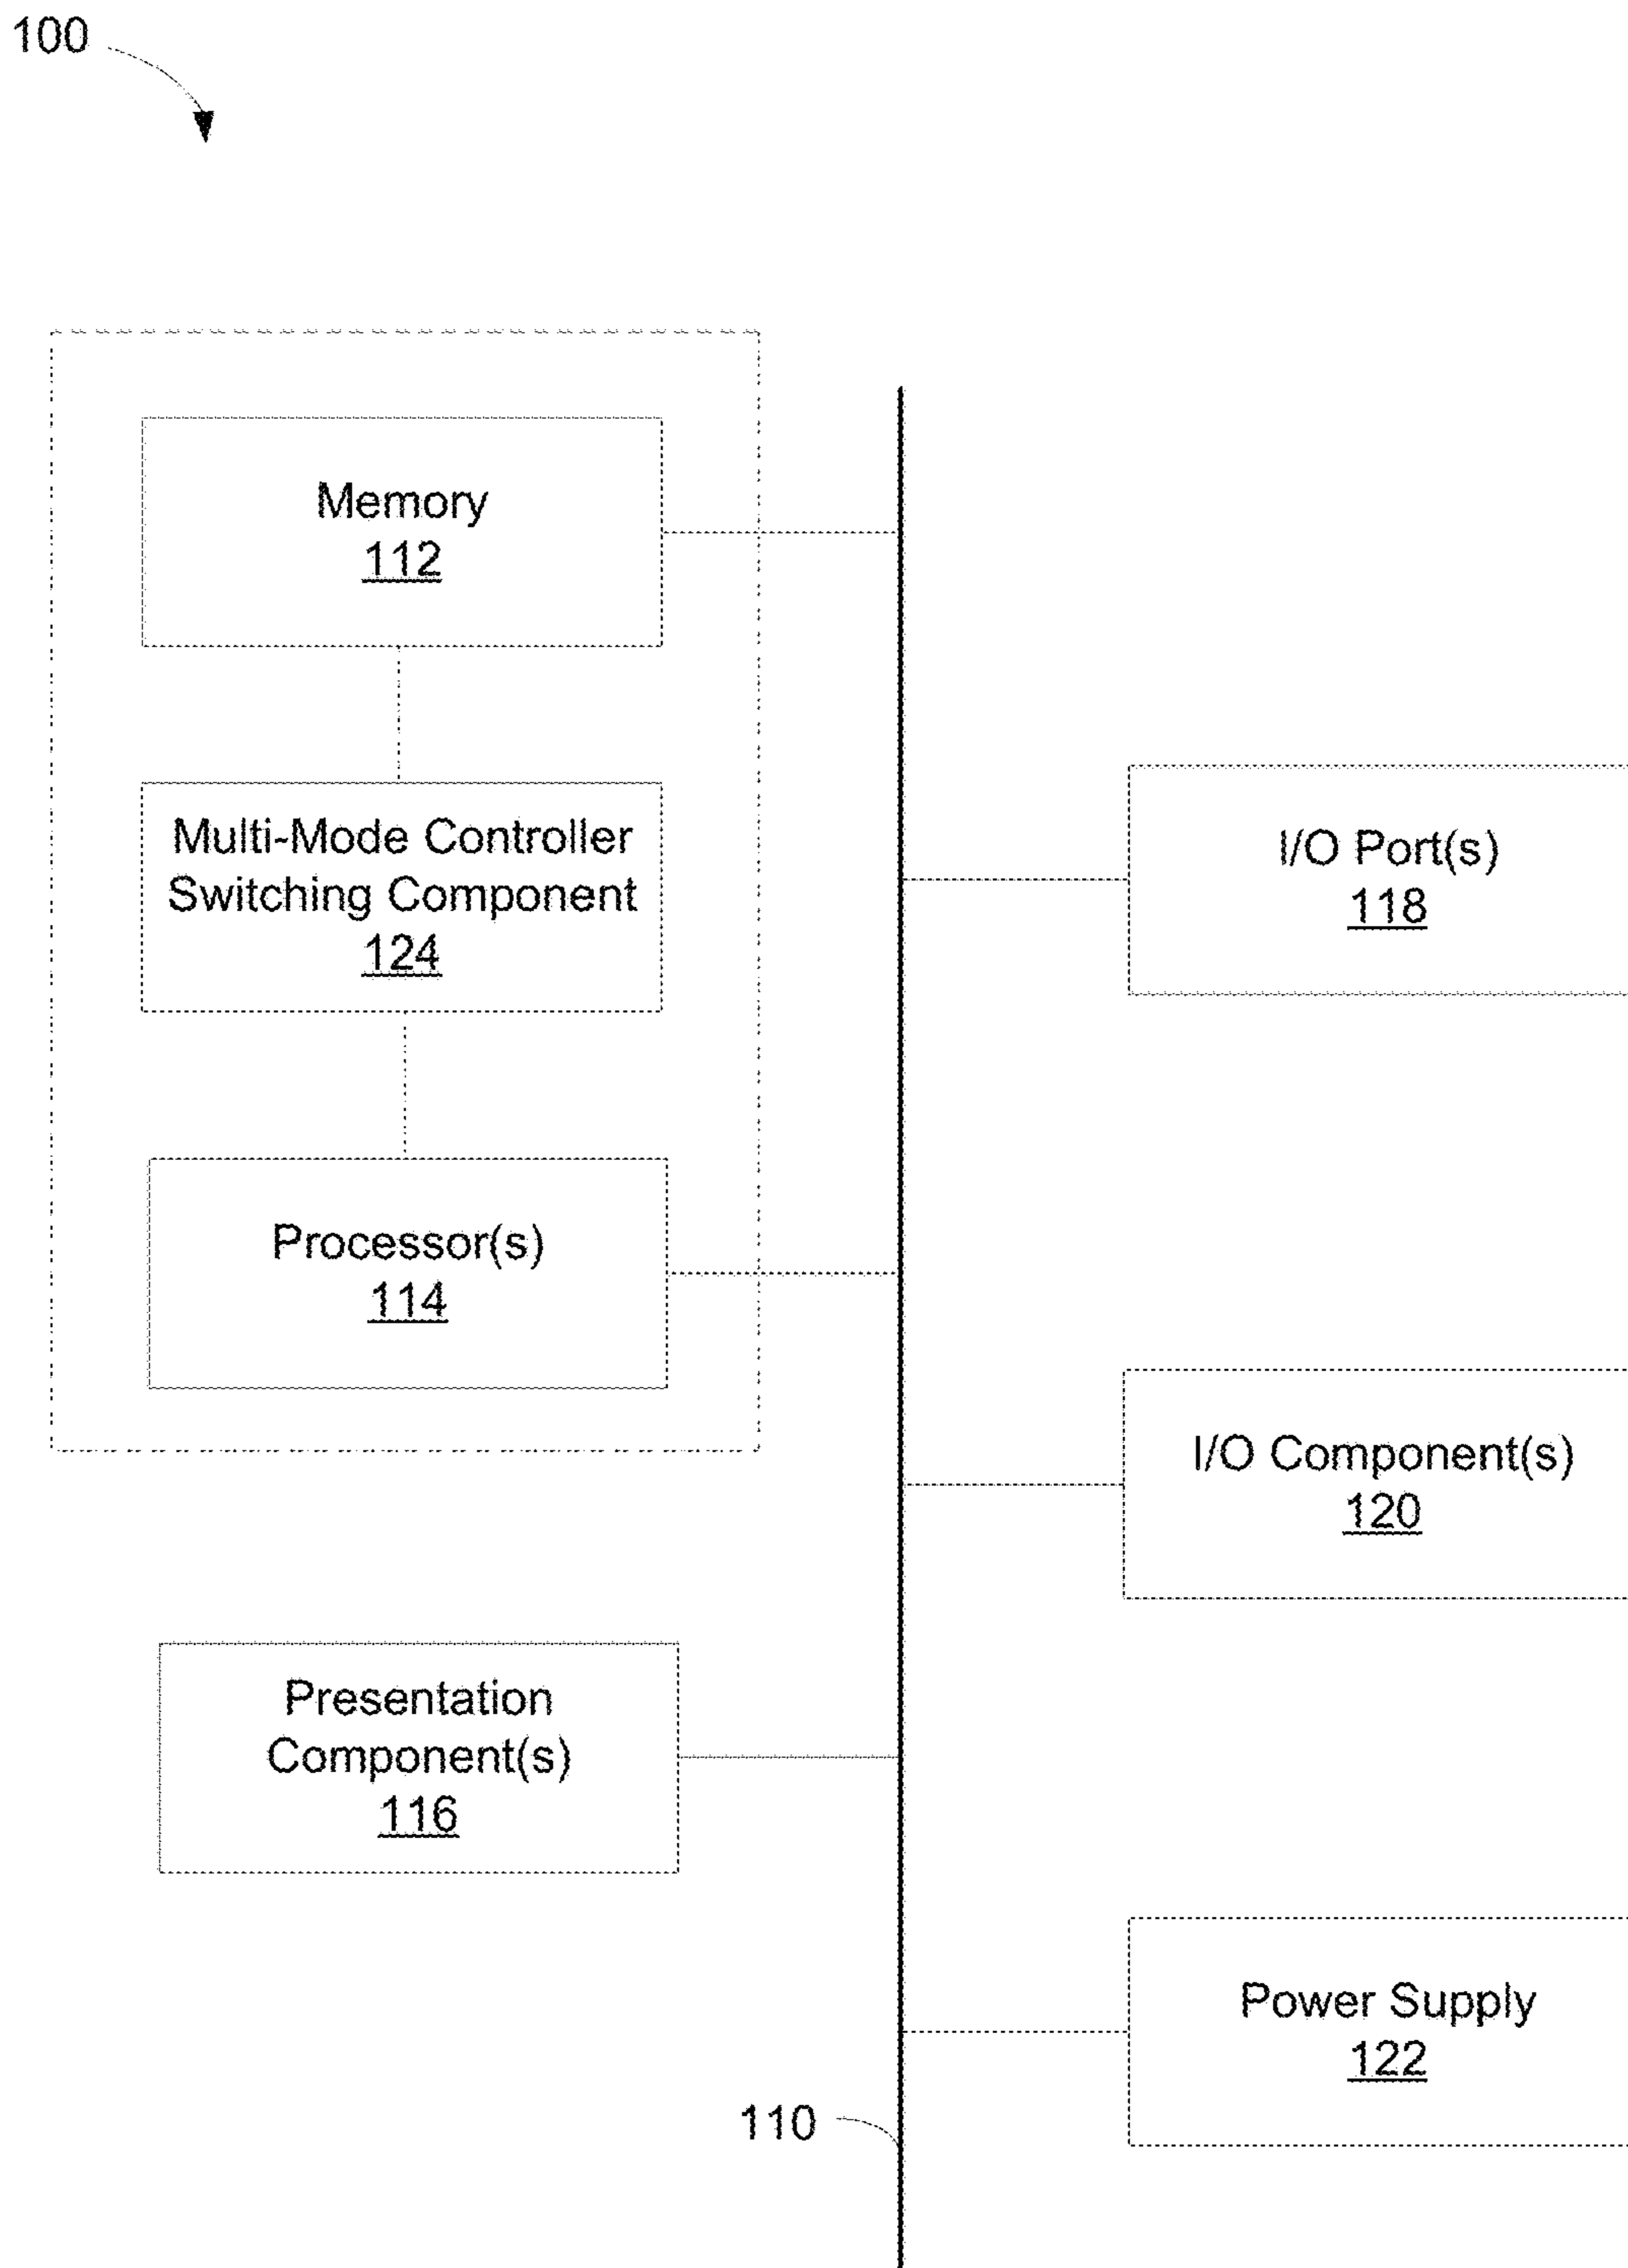 100
Memory
112
Multi-Mode Controller
Switching Component
124
Processor(s)
114
Presentation
Component(s)
116
I/O Port(s)
118
I/O Component(s)
120
Power Supply
122
110